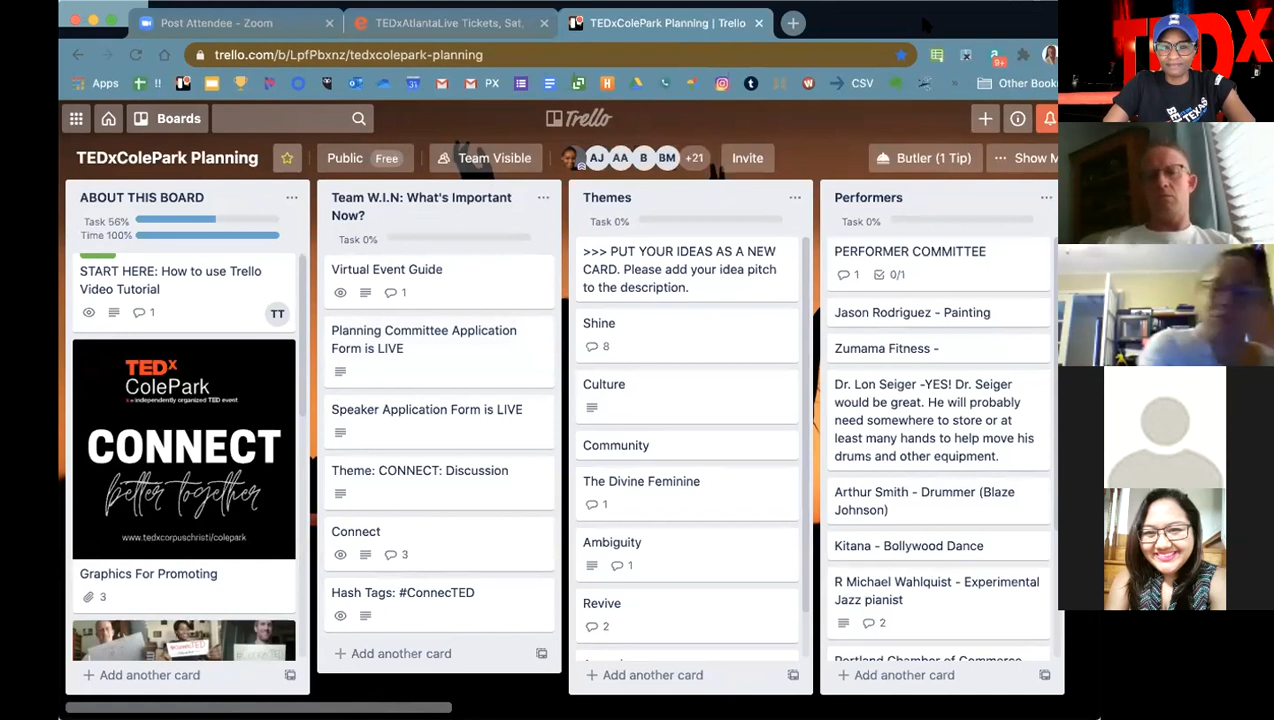 Post Attendee - Zoom
TEDxAtlantaLive Tickets, Sat,
TEDxColePark Planning | Trello
trello.com/b/LpfPbxnz/tedxcolepark-planning
9+
Apps
!!
PX
31
CSV
Other Book
Boards
Trello
TEDxColePark Planning
Public Free
Team Visible
AJ AA B BM +21
Invite
Butler (1 Tip)
Show M
ABOUT THIS BOARD
Task 56%
Time 100%
START HERE: How to use Trello
Video Tutorial
1
TT
TEDx
ColePark
x = independently organized TED event
CONNECT
better together
www.tedxcorpuschristi/colepark
Graphics For Promoting
3
Add another card
Team W.I.N: What's Important
Now?
Task 0%
Virtual Event Guide
1
Planning Committee Application
Form is LIVE
Speaker Application Form is LIVE
Theme: CONNECT: Discussion
Connect
3
Hash Tags: #ConnecTED
Add another card
Themes
Task 0%
>>> PUT YOUR IDEAS AS A NEW
CARD. Please add your idea pitch
to the description.
Shine
8
Culture
Community
The Divine Feminine
1
Ambiguity
1
Revive
2
Add another card
Performers
Task 0%
PERFORMER COMMITTEE
1 0/1
Jason Rodriguez - Painting
Zumama Fitness -
Dr. Lon Seiger -YES! Dr. Seiger
would be great. He will probably
need somewhere to store or at
least many hands to help move his
drums and other equipment.
Arthur Smith - Drummer (Blaze
Johnson)
Kitana - Bollywood Dance
R Michael Wahlquist - Experimental
Jazz pianist
2
Portland Chamber of Commerce
Add another card
TEDx
TEXAS